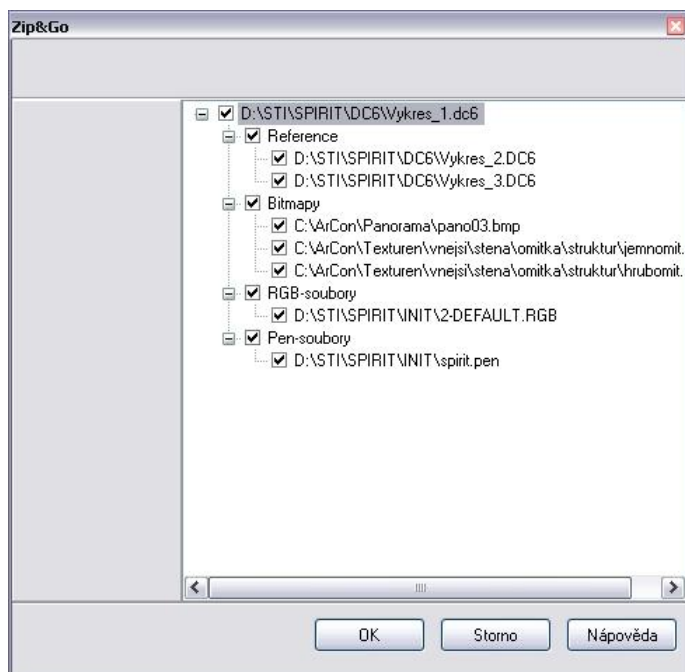 Zip&Go
D:\STI\SPIRIT\DC6\Vykres_1.dc6
Reference
D:\STI\SPIRIT\DC6\Vykres_2.DC6
D:\STI\SPIRIT\DC6\Vykres_3.DC6
Bitmapy
C:\ArCon\Panorama\pano03.bmp
C:\ArCon\Texturen\vnejsi\stena\omitka\struktur\jemnomit.
C:\ArCon\Texturen\vnejsi\stena\omitka\struktur\hrubomit.
RGB-soubory
D:\STI\SPIRIT\INIT\2-DEFAULT.RGB
Pen-soubory
D:\STI\SPIRIT\INIT\spirit.pen
OK Storno Nápověda